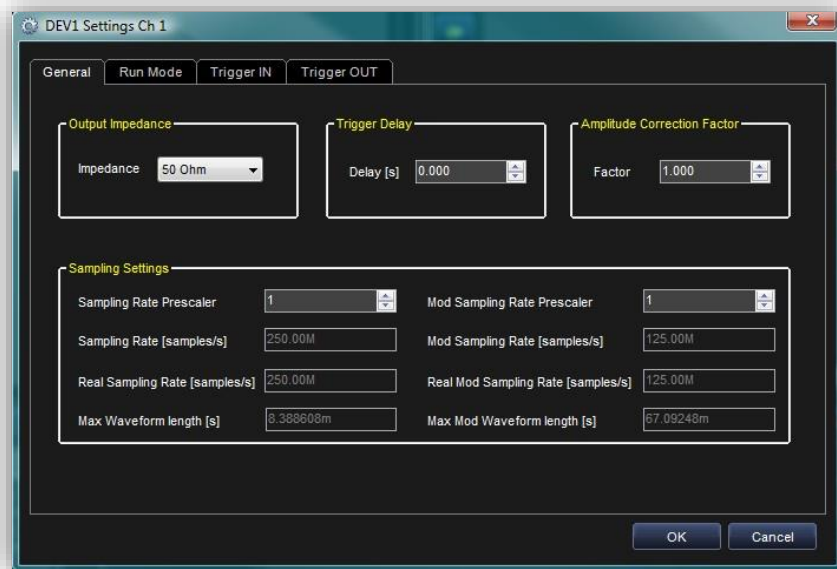 DEV1 Settings Ch 1
General Run Mode Trigger IN Trigger OUT
Output Impedance
Impedance 50 Ohm
Trigger Delay
Delay [s] 0.000
Amplitude Correction Factor
Factor 1.000
Sampling Settings
Sampling Rate Prescaler 1 Mod Sampling Rate Prescaler 1
Sampling Rate [samples/s] 250.00M Mod Sampling Rate [samples/s] 125.00M
Real Sampling Rate [samples/s] 250.00M Real Mod Sampling Rate [samples/s] 125.00M
Max Waveform length [s] 8.388608m Max Mod Waveform length [s] 67.09248m
OK Cancel